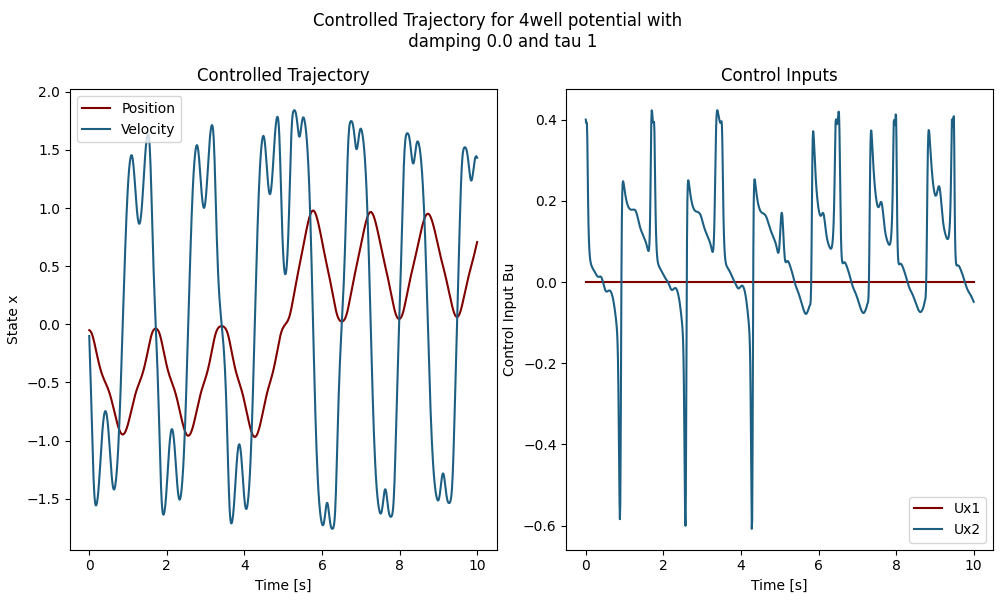 Controlled Trajectory for 4well potential with
damping 0.0 and tau 1
Controlled Trajectory
State x
2.0
1.5
1.0
0.5
0.0
−0.5
−1.0
−1.5
Position
Velocity
0 2 4 6 8 10
Time [s]
Control Inputs
Control Input Bu
0.4
0.2
0.0
−0.2
−0.4
−0.6
Ux1
Ux2
0 2 4 6 8 10
Time [s]